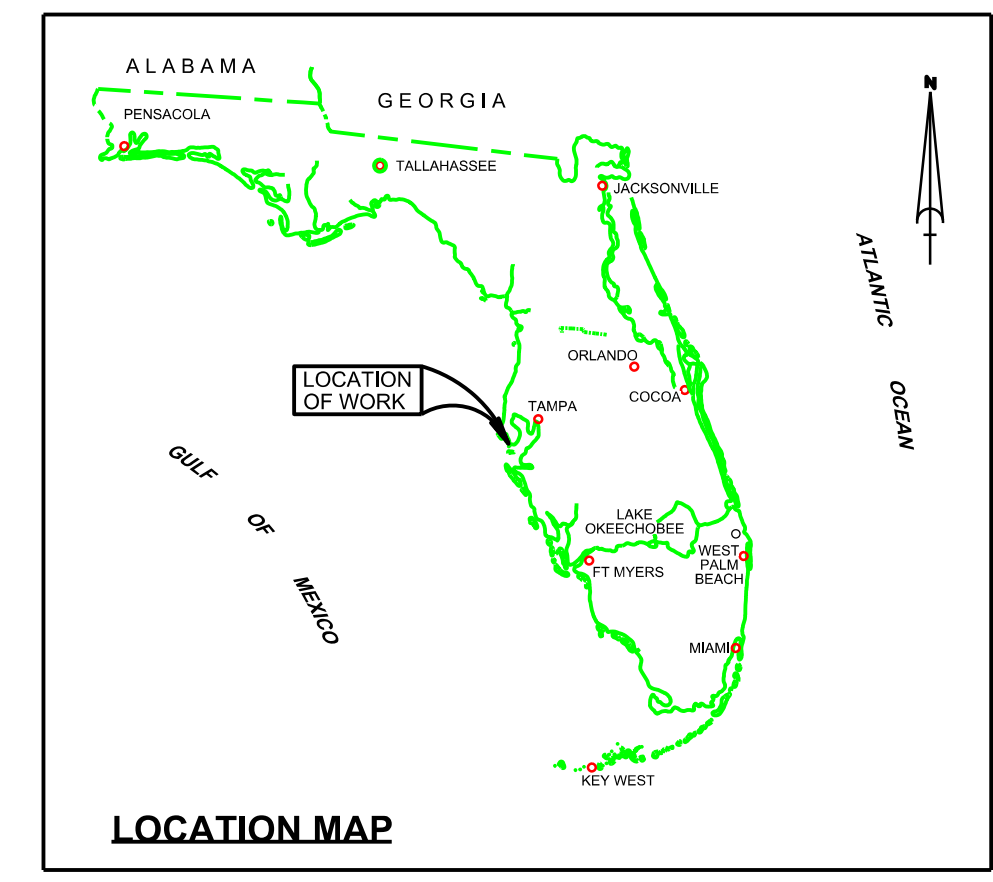 ALABAMA
GEORGIA
N
PENSACOLA
TALLAHASSEE
JACKSONVILLE
ATLANTIC
OCEAN
ORLANDO
COCOA
LOCATION
OF WORK
TAMPA
GULF
OF
MEXICO
LAKE
OKEECHOBEE
WEST
PALM
BEACH
FT MYERS
MIAMI
KEY WEST
LOCATION MAP